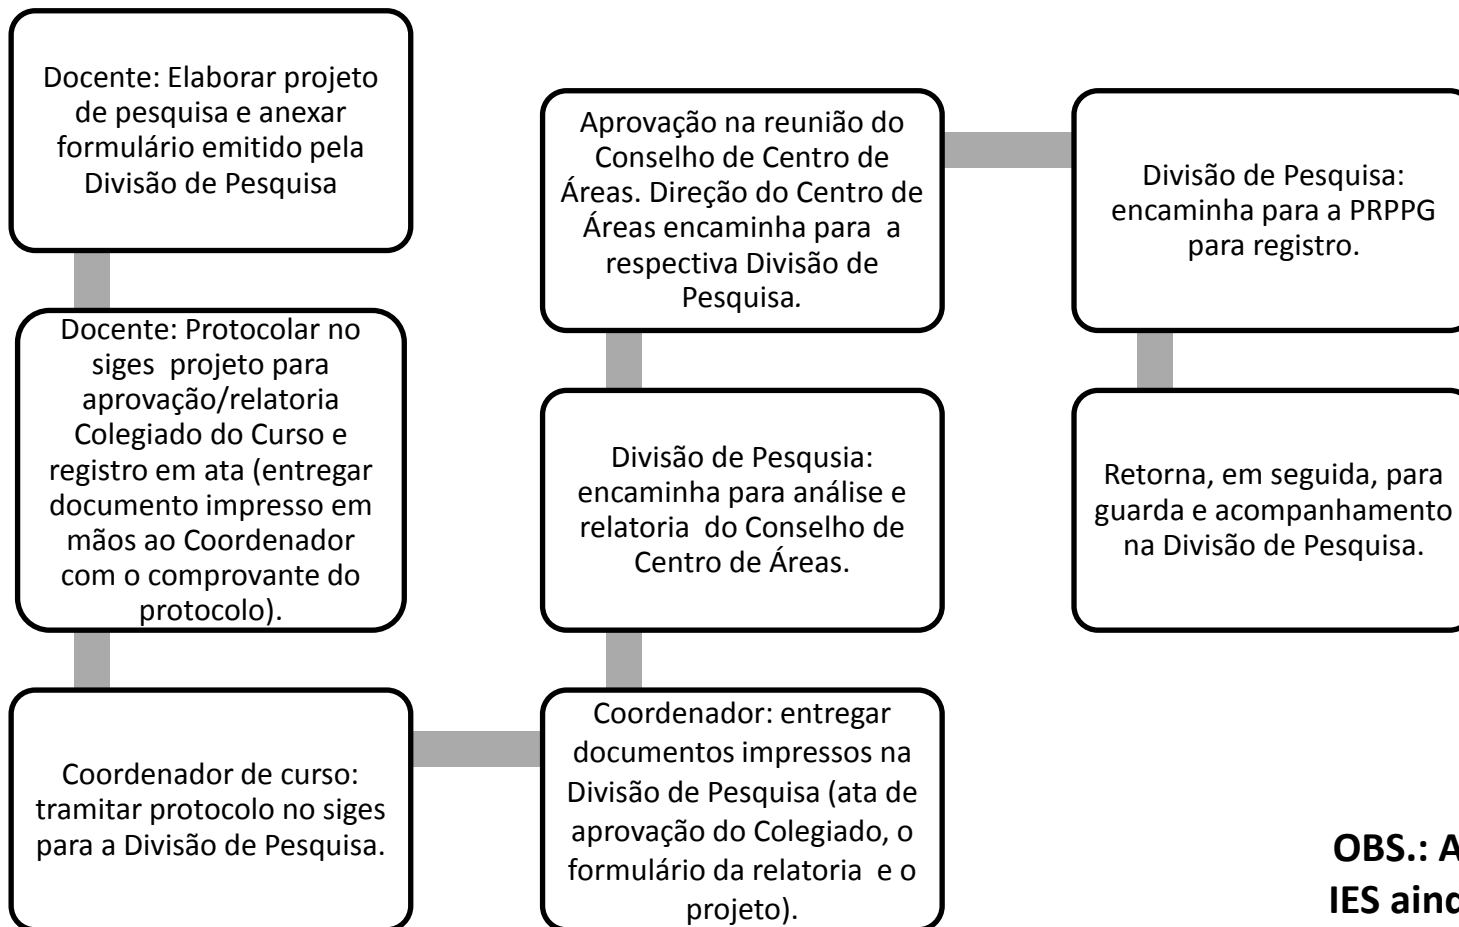 Docente: Elaborar projeto
de pesquisa e anexar
formulário emitido pela
Divisão de Pesquisa
Docente: Protocolar no
siges projeto para
aprovação/relatoria
Colegiado do Curso e
registro em ata (entregar
documento impresso em
mãos ao Coordenador
com o comprovante do
protocolo).
Coordenador de curso:
tramitar protocolo no siges
para a Divisão de Pesquisa.
Coordenador: entregar
documentos impressos na
Divisão de Pesquisa (ata de
aprovação do Colegiado, o
formulário da relatoria e o
projeto).
Divisão de Pesqusia:
encaminha para análise e
relatoria do Conselho de
Centro de Áreas.
Aprovação na reunião do
Conselho de Centro de
Áreas. Direção do Centro de
Áreas encaminha para a
respectiva Divisão de
Pesquisa.
Divisão de Pesquisa:
encaminha para a PRPPG
para registro.
Retorna, em seguida, para
guarda e acompanhamento
na Divisão de Pesquisa.
OBS.: A
IES ain